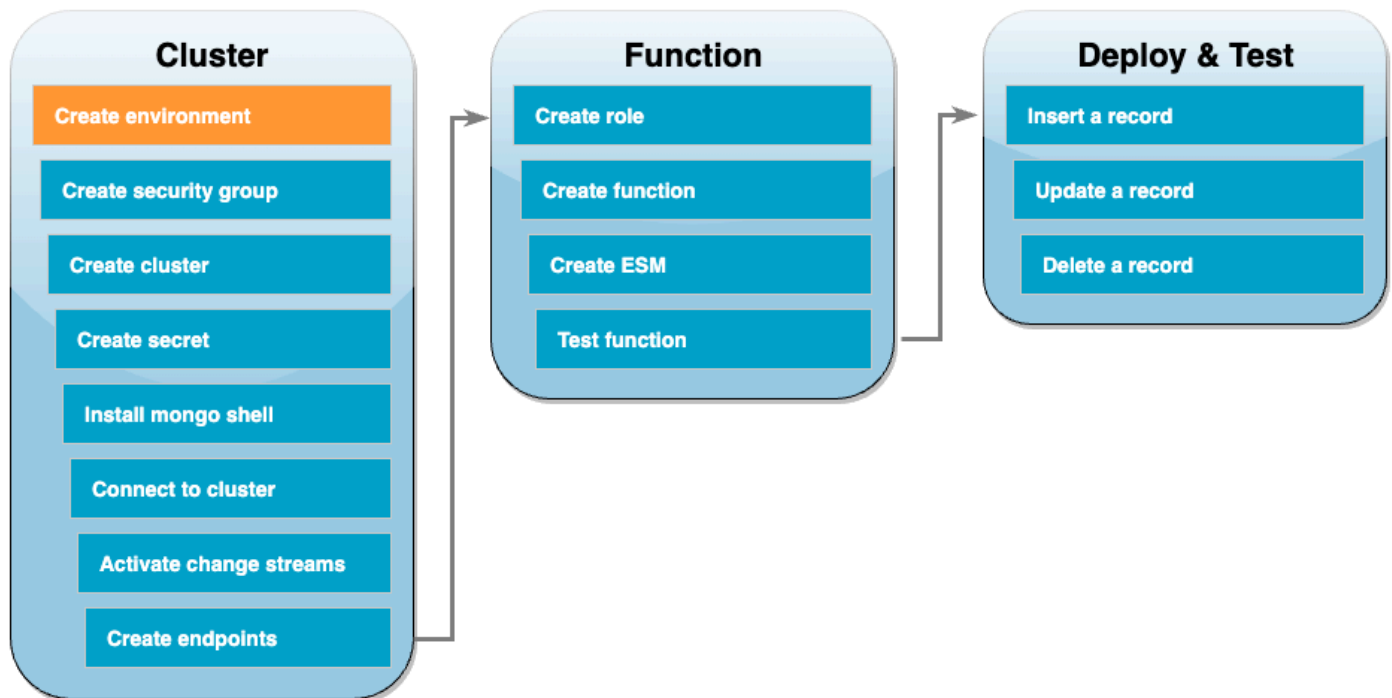 Cluster
Create environment
Create security group
Create cluster
Create secret
Install mongo shell
Connect to cluster
Activate change streams
Create endpoints
Function
Create role
Create function
Create ESM
Test function
Deploy & Test
Insert a record
Update a record
Delete a record